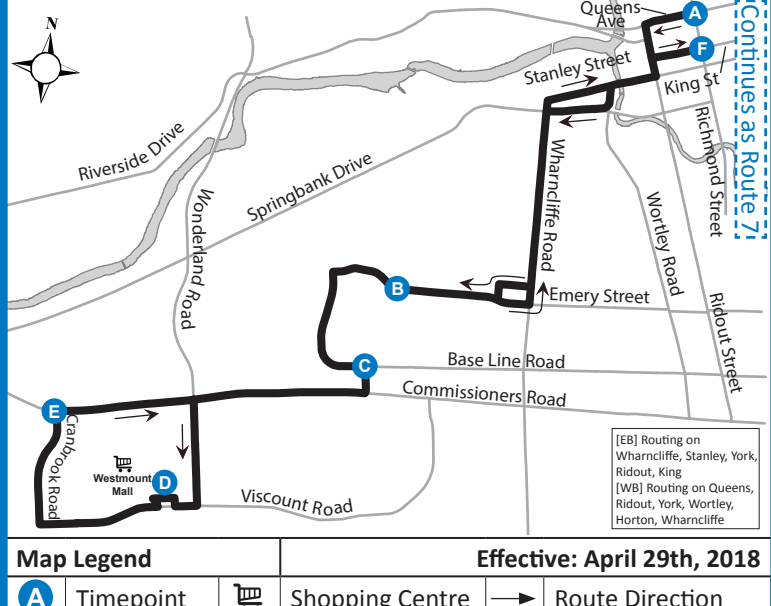 Queens
Ave
A
N
F
Stanley Street
King St
Continues as Route 7
Riverside Drive
Springbank Drive
Wonderland Road
Wharncliffe Road
Wortley Road
Richmond Street
Ridout Street
B
Emery Street
C
Base Line Road
Commissioners Road
E
Cranbrook Road
Westmount
Mall
D
Viscount Road
[EB] Routing on
Wharncliffe, Stanley, York,
Ridout, King
[WB] Routing on Queens,
Ridout, York, Wortley,
Horton, Wharncliffe
Map Legend
Effective: April 29th, 2018
A Timepoint Shopping Centre Route Direction